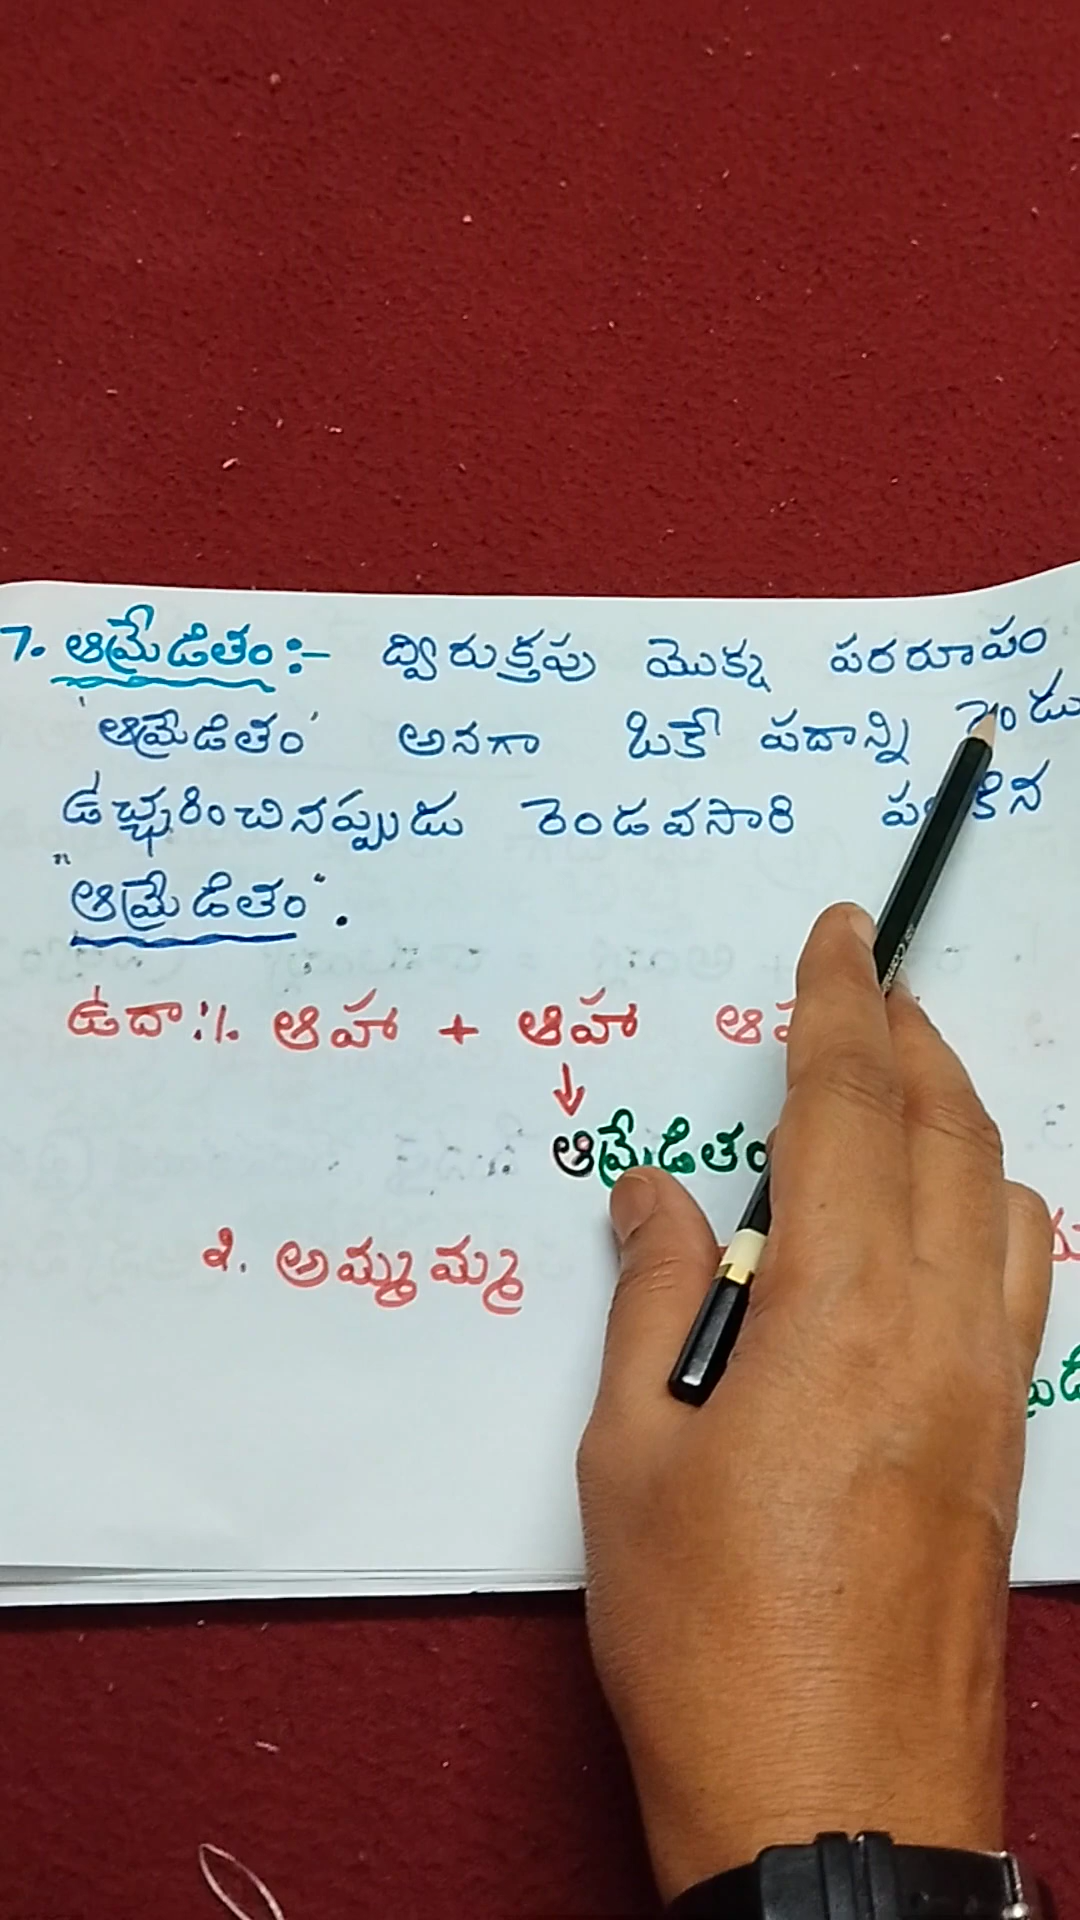 7. ఆమ్రేడితం :- ద్విరుక్తపు మొక్క పరరూపం
'ఆమ్రేడితం' అనగా ఓకే పదాన్ని
ఉచ్ఛరించినప్పుడు రెండవసారి
"ఆమ్రేడితం".
ఉదా:1. ఆహా + ఆహా
↓
ఆమ్రేడితం
2. అమ్మమ్మ